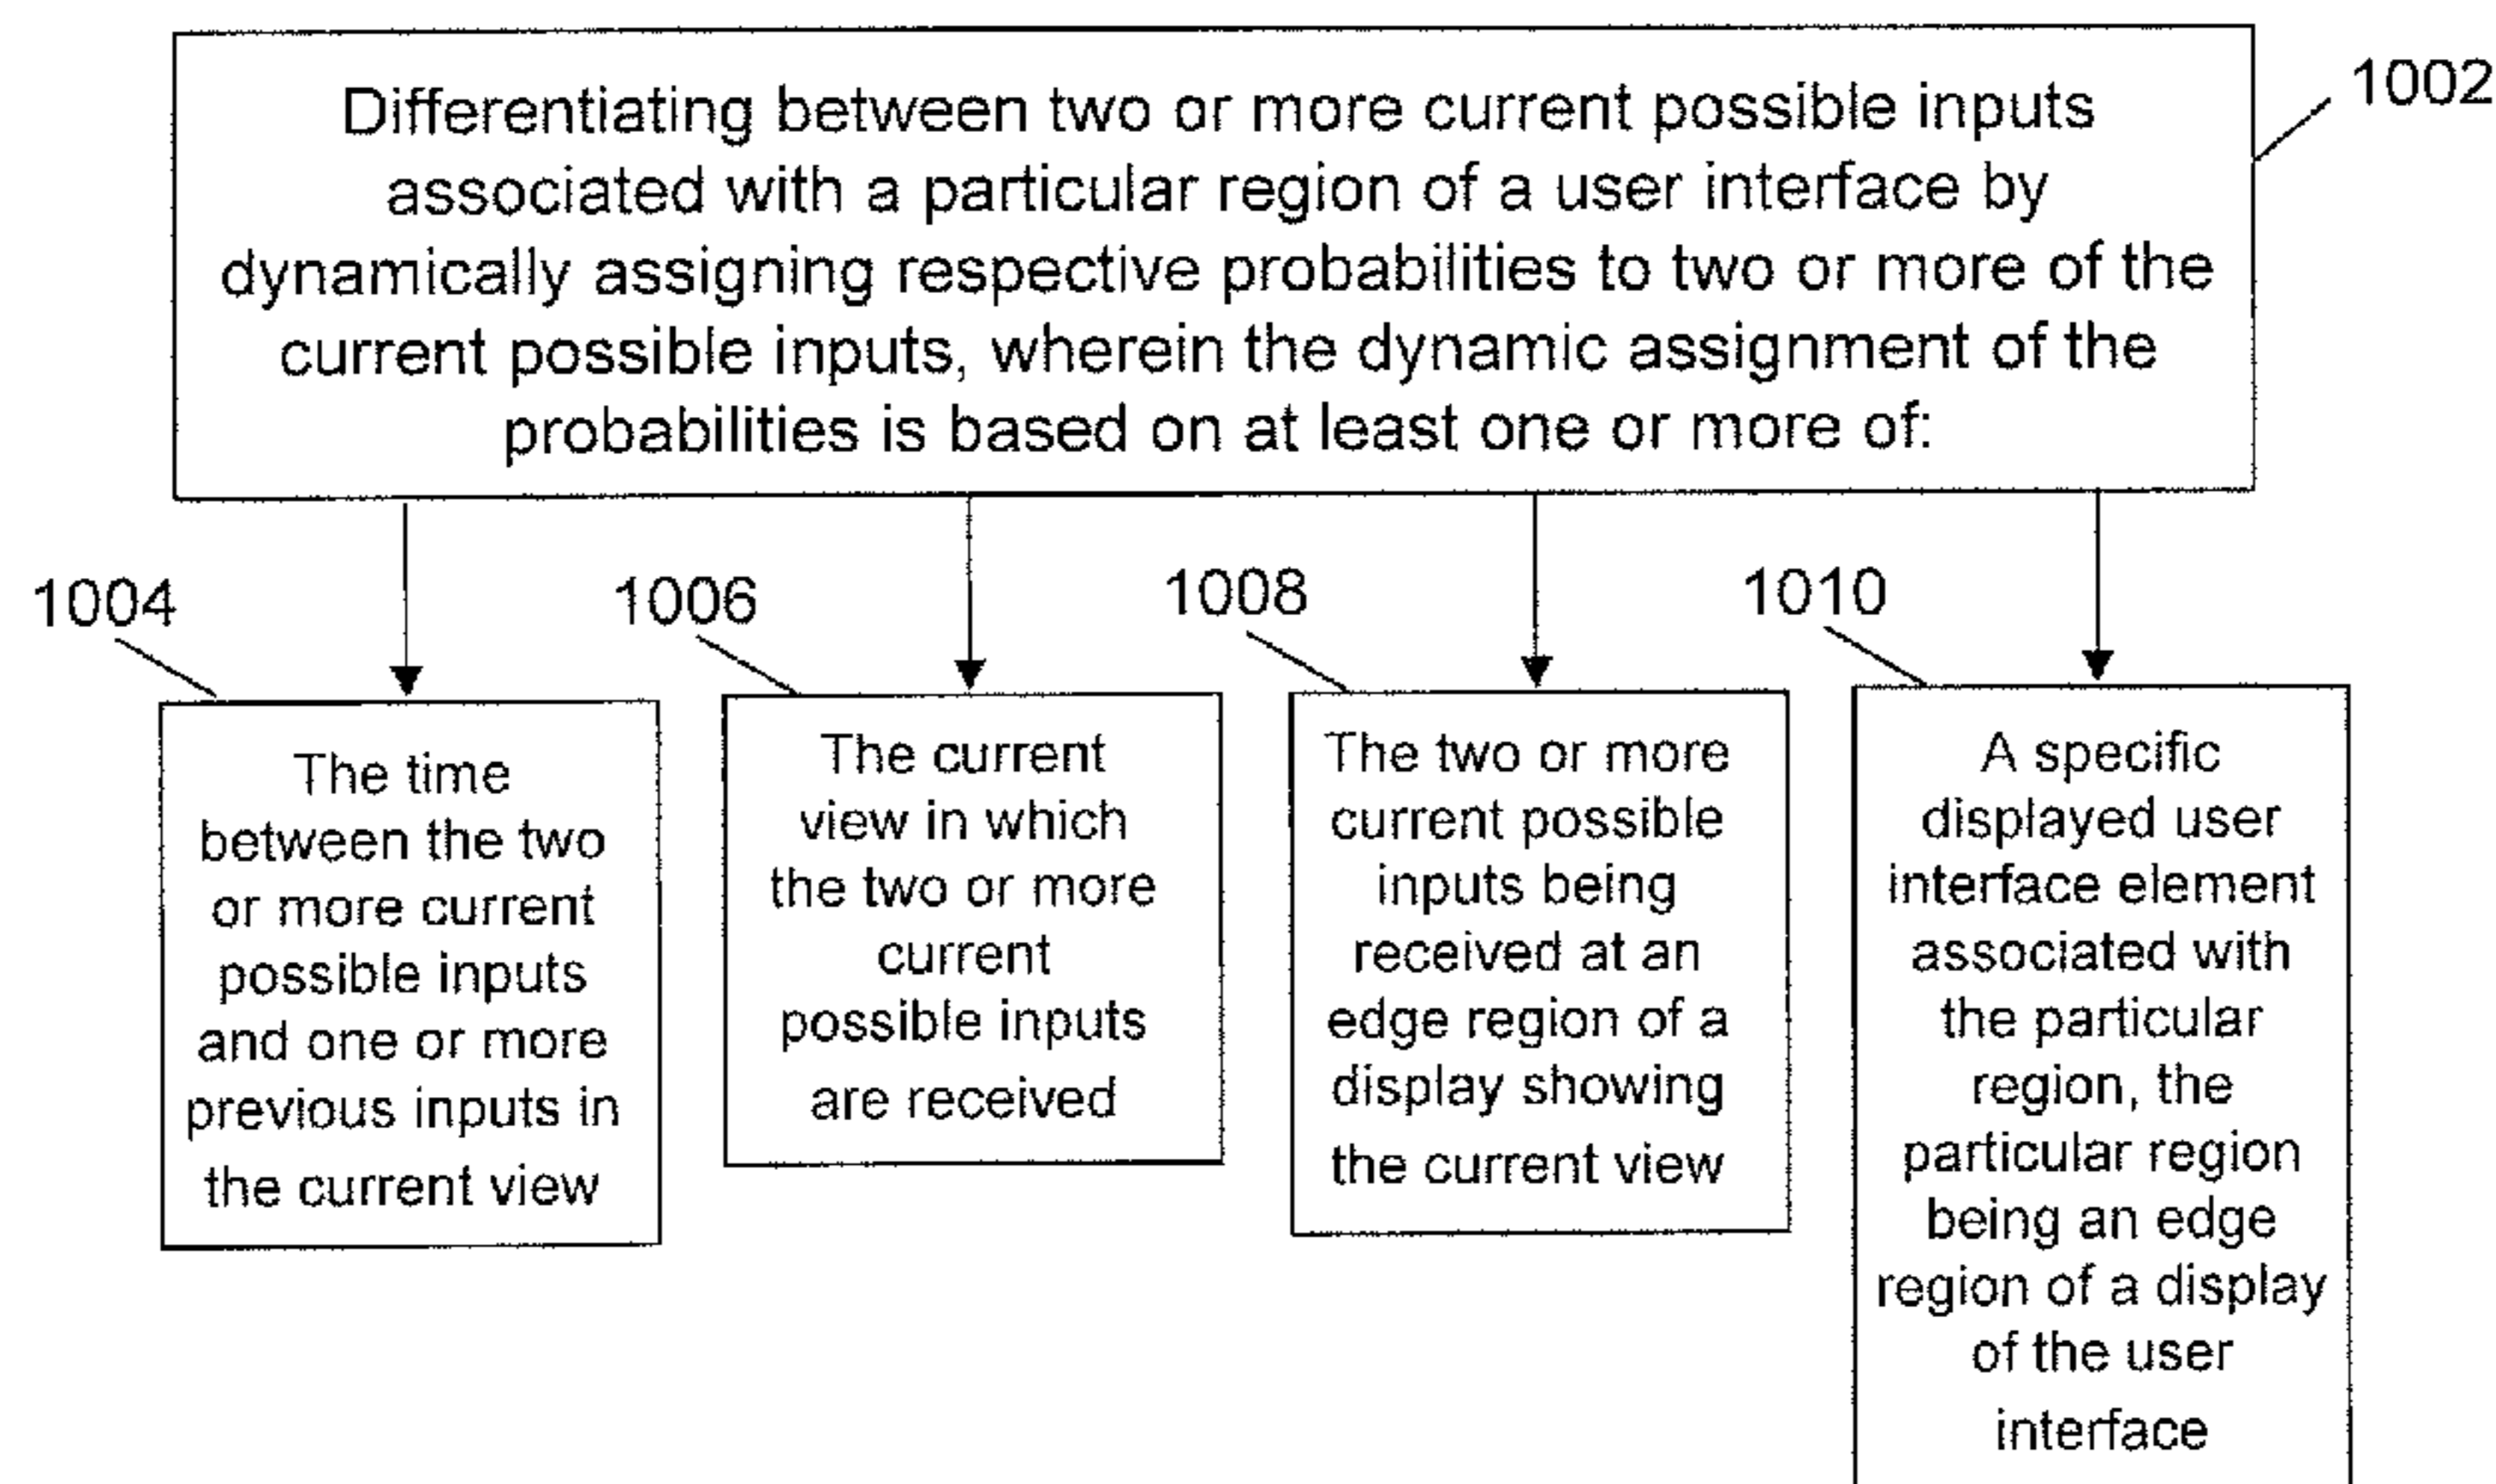 Differentiating between two or more current possible inputs
associated with a particular region of a user interface by
dynamically assigning respective probabilities to two or more of the
current possible inputs, wherein the dynamic assignment of the
probabilities is based on at least one or more of:
1002
1004
The time
between the two
or more current
possible inputs
and one or more
previous inputs in
the current view
1006
The current
view in which
the two or more
current
possible inputs
are received
1008
The two or more
current possible
inputs being
received at an
edge region of a
display showing
the current view
1010
A specific
displayed user
interface element
associated with
the particular
region, the
particular region
being an edge
region of a display
of the user
interface